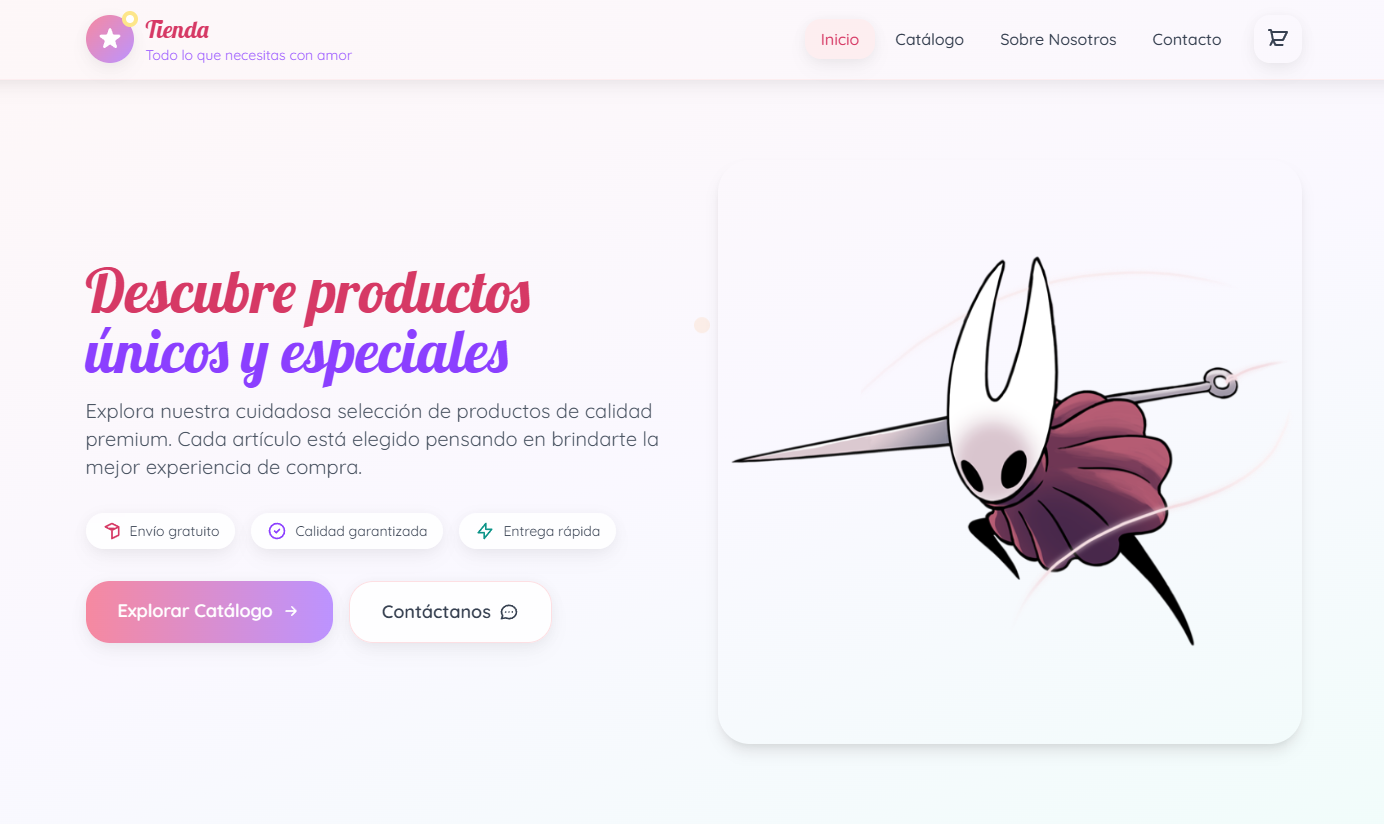 Tienda
Todo lo que necesitas con amor
Inicio
Catálogo
Sobre Nosotros
Contacto
Descubre productos
únicos y especiales
Explora nuestra cuidadosa selección de productos de calidad
premium. Cada artículo está elegido pensando en brindarte la
mejor experiencia de compra.
Envío gratuito
Calidad garantizada
Entrega rápida
Explorar Catálogo
Contáctanos